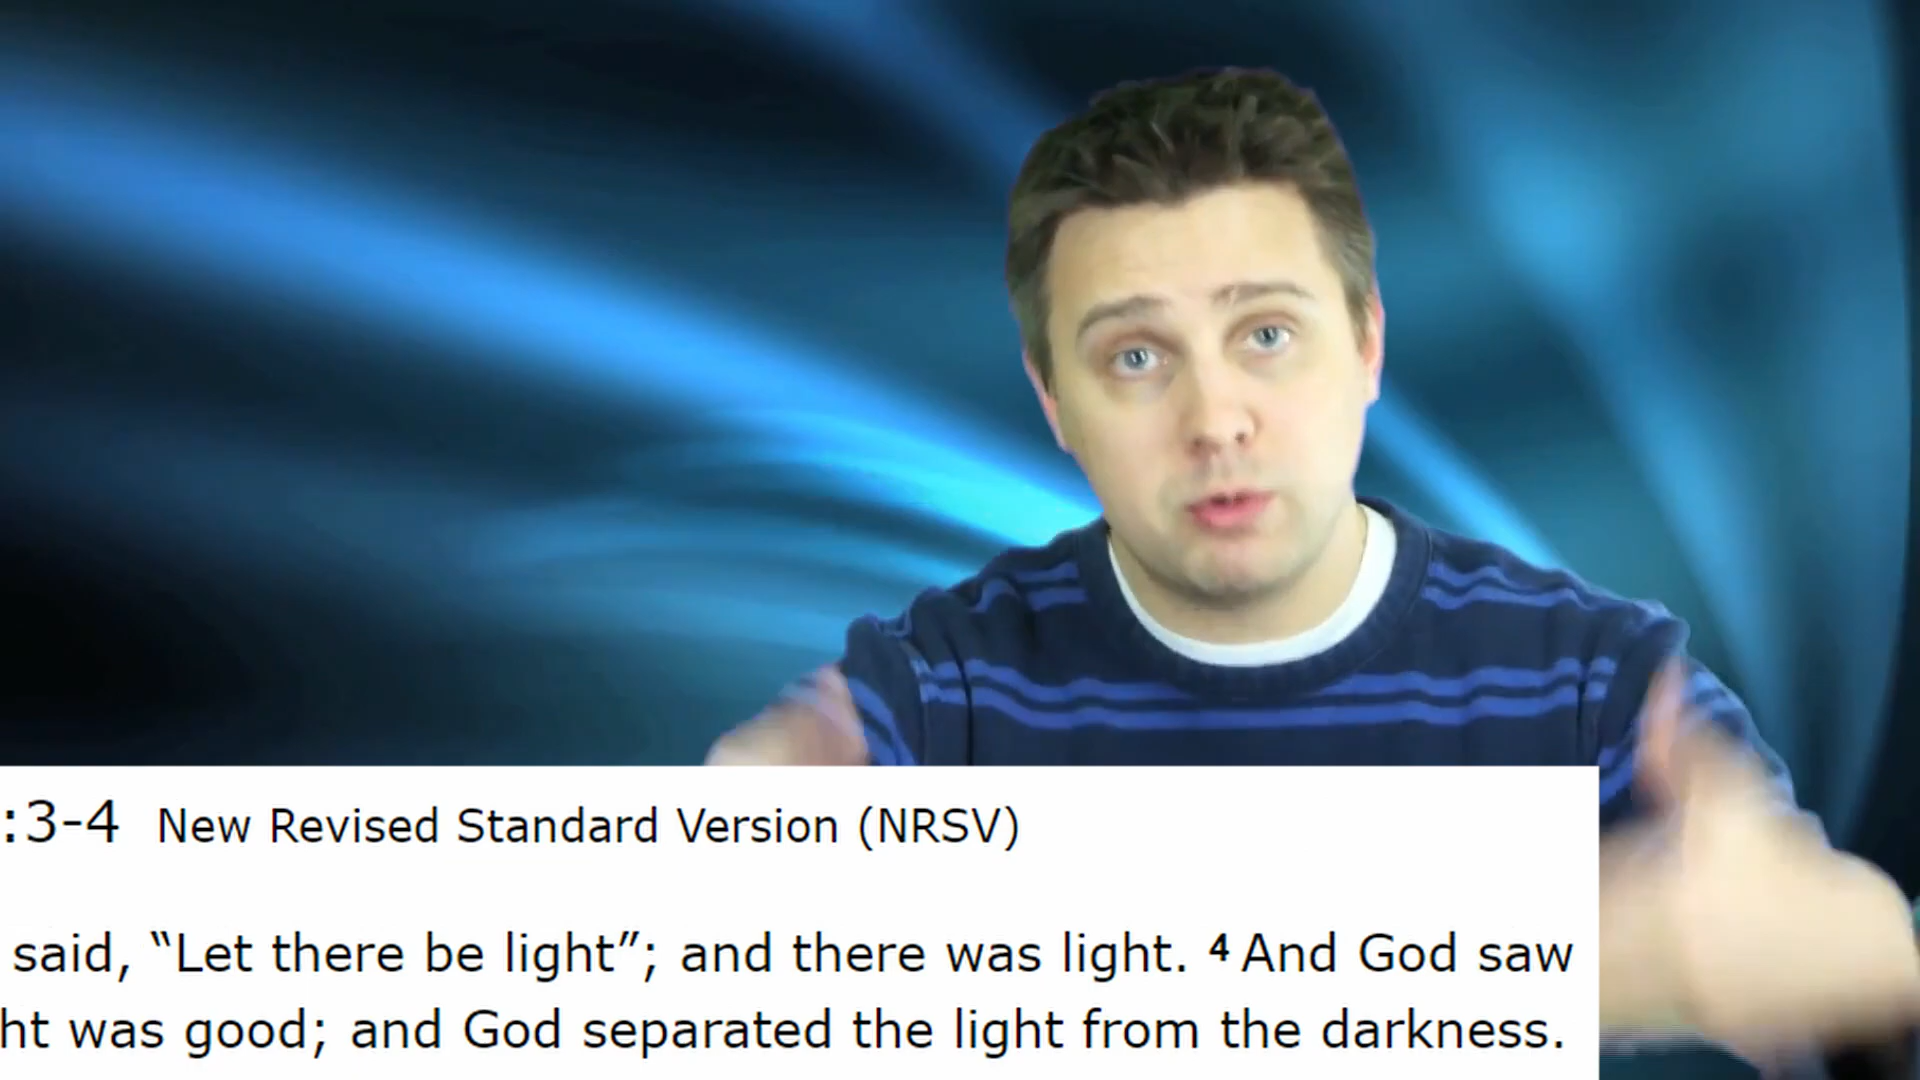 :3-4 New Revised Standard Version (NRSV)
said, “Let there be light”; and there was light. 4 And God saw
ht was good; and God separated the light from the darkness.